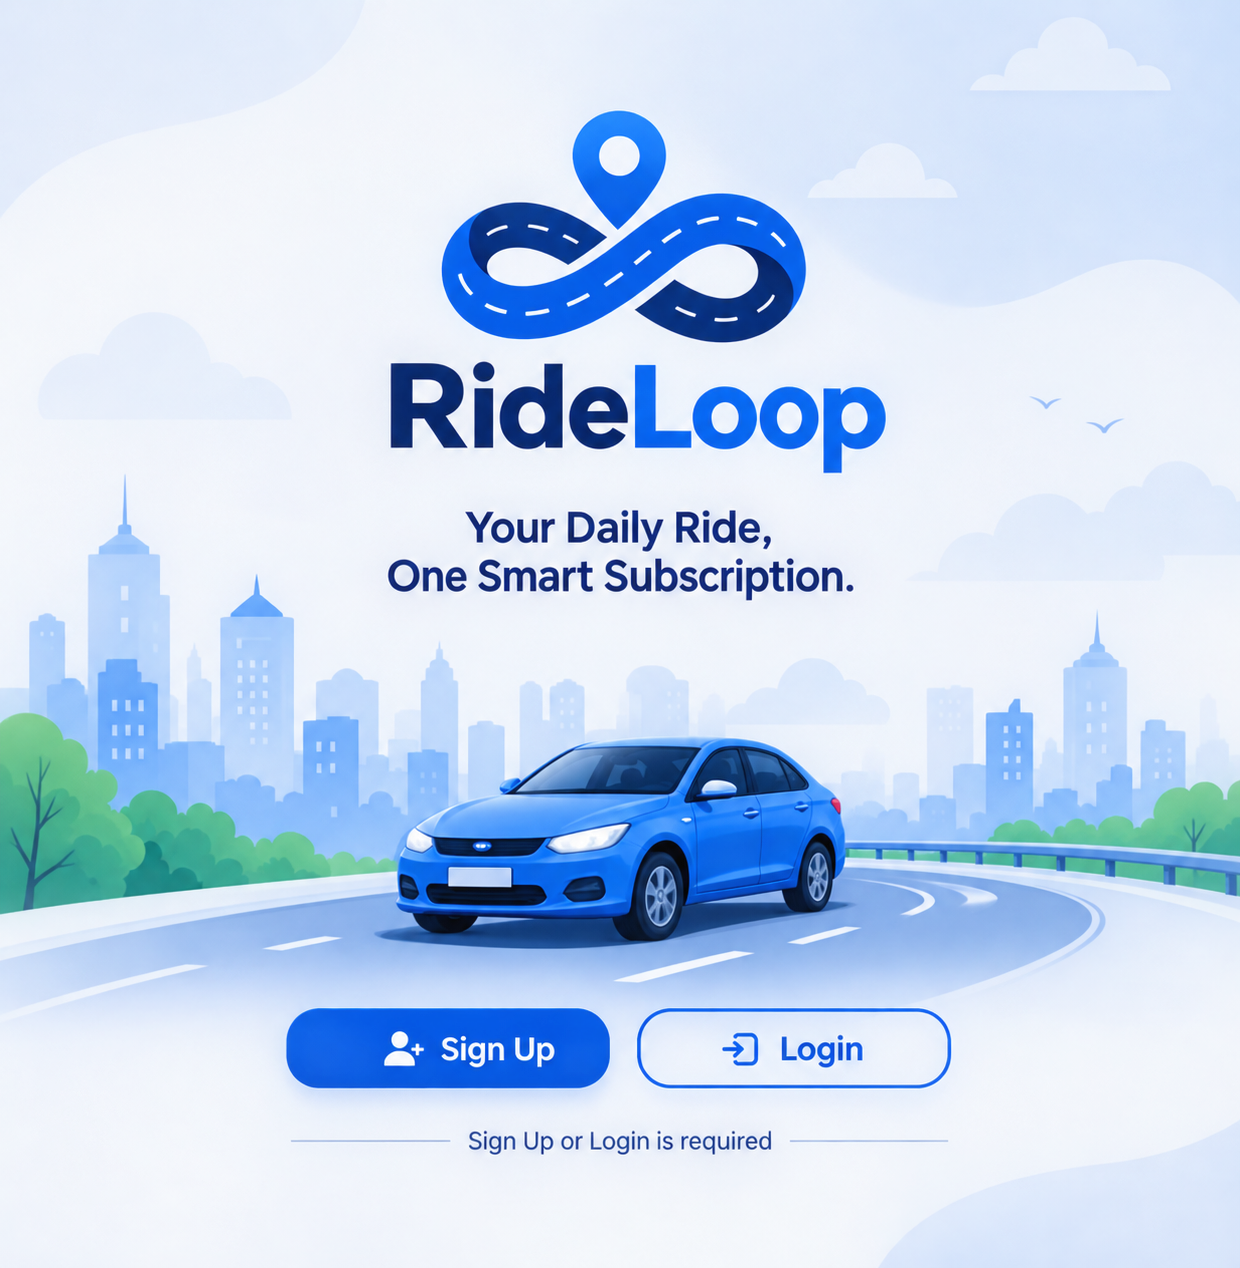 RideLoop
Your Daily Ride,
One Smart Subscription.
Sign Up
Login
Sign Up or Login is required